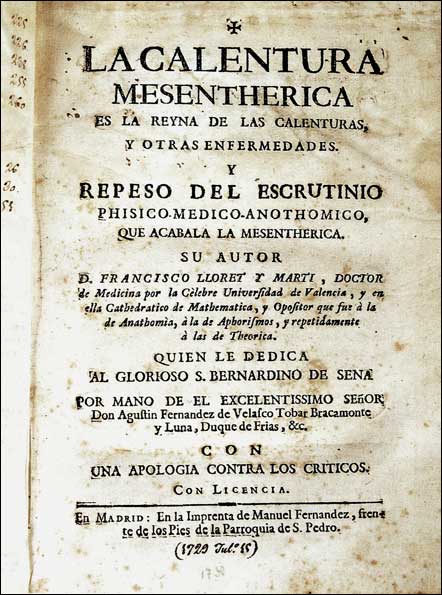 ✠
LA CALENTURA
MESENTHERICA
ES LA REYNA DE LAS CALENTURAS,
Y OTRAS ENFERMEDADES.
Y
REPESO DEL ESCRUTINIO
PHISICO-MEDICO-ANOTHOMICO,
QUE ACABALA LA MESENTHERICA.
SU AUTOR
D. FRANCISCO LLORET Y MARTI, DOCTOR
de Medicina por la Cèlebre Univerſidad de Valencia, y en
ella Cathedratico de Mathematica, y Opoſitor que fue à la
de Anathomìa, à la de Aphoriſmos, y repetidamente
à las de Theorica.
QUIEN LE DEDICA
AL GLORIOSO S. BERNARDINO DE SENA
POR MANO DE EL EXCELENTISSIMO SEñOR
Don Aguſtin Fernandez de Velaſco Tobar Bracamonte
y Luna, Duque de Frias, &c.
CON
UNA APOLOGIA CONTRA LOS CRITICOS.
CON LICENCIA.
En MADRID: En la Imprenta de Manuel Fernandez, fren-
te de los Pies de la Parroquia de S. Pedro.